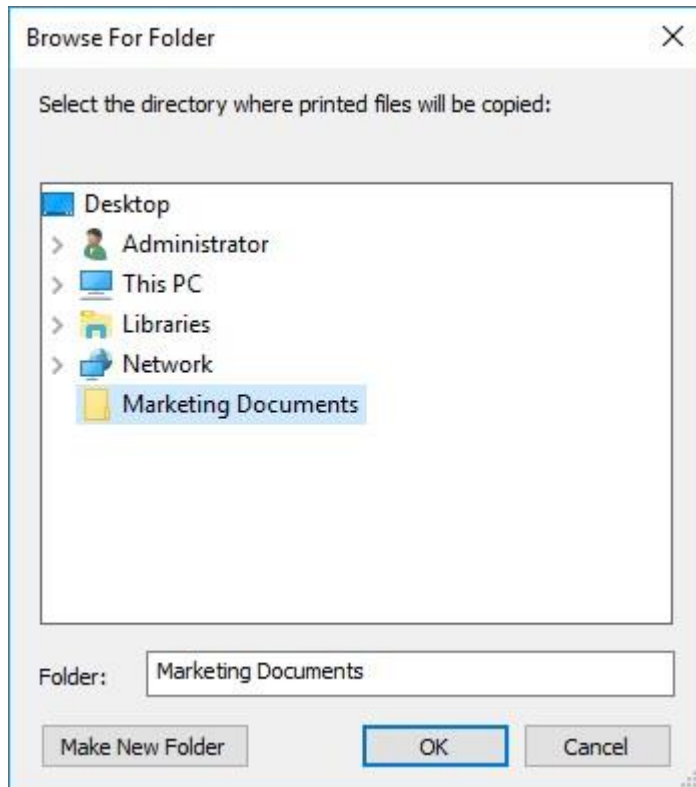 Browse For Folder
Select the directory where printed files will be copied:
Desktop
Administrator
This PC
Libraries
Network
Marketing Documents
Folder: Marketing Documents
Make New Folder OK Cancel